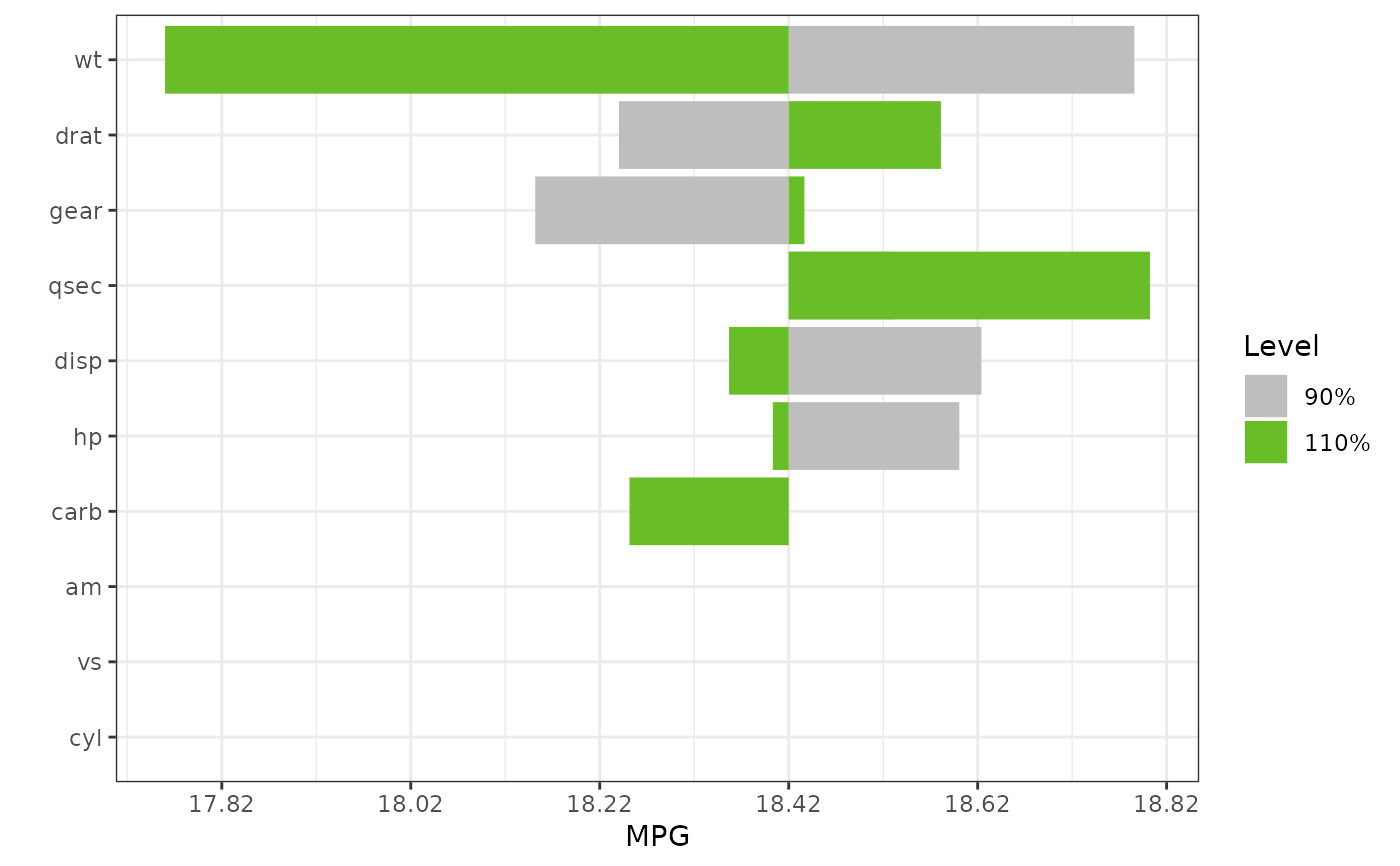 wt
drat
gear
qsec
disp
hp
carb
am
vs
cyl
17.82 18.02 18.22 18.42 18.62 18.82
MPG
Level
90%
110%